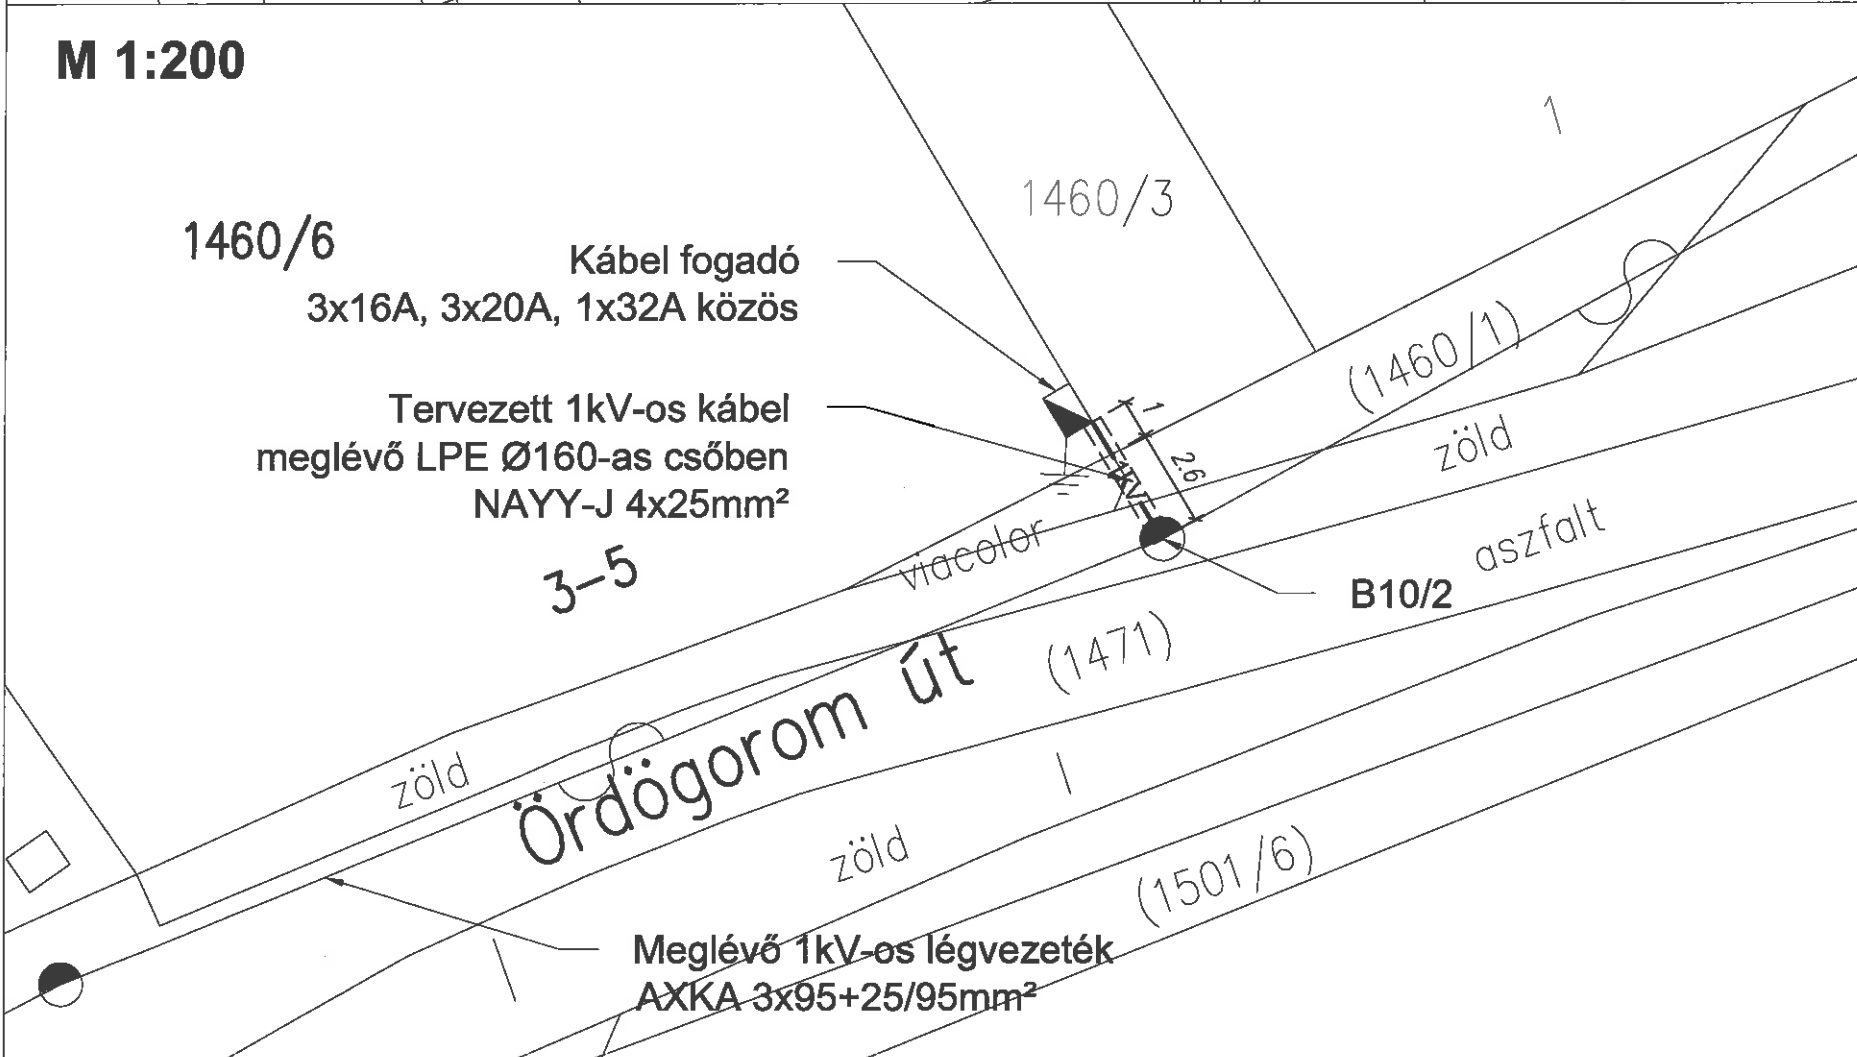 M 1:200
1
1460/3
1460/6
Kábel fogadó
3x16A, 3x20A, 1x32A közös
(1460/1)
Tervezett 1kV-os kábel
meglévő LPE Ø160-as csőben
NAYY-J 4x25mm²
1
2.6
1kV
zöld
viacolor
aszfalt
3-5
B10/2
(1471)
Ördögorom út
zöld
zöld
(1501/6)
Meglévő 1kV-os légvezeték
AXKA 3x95+25/95mm²